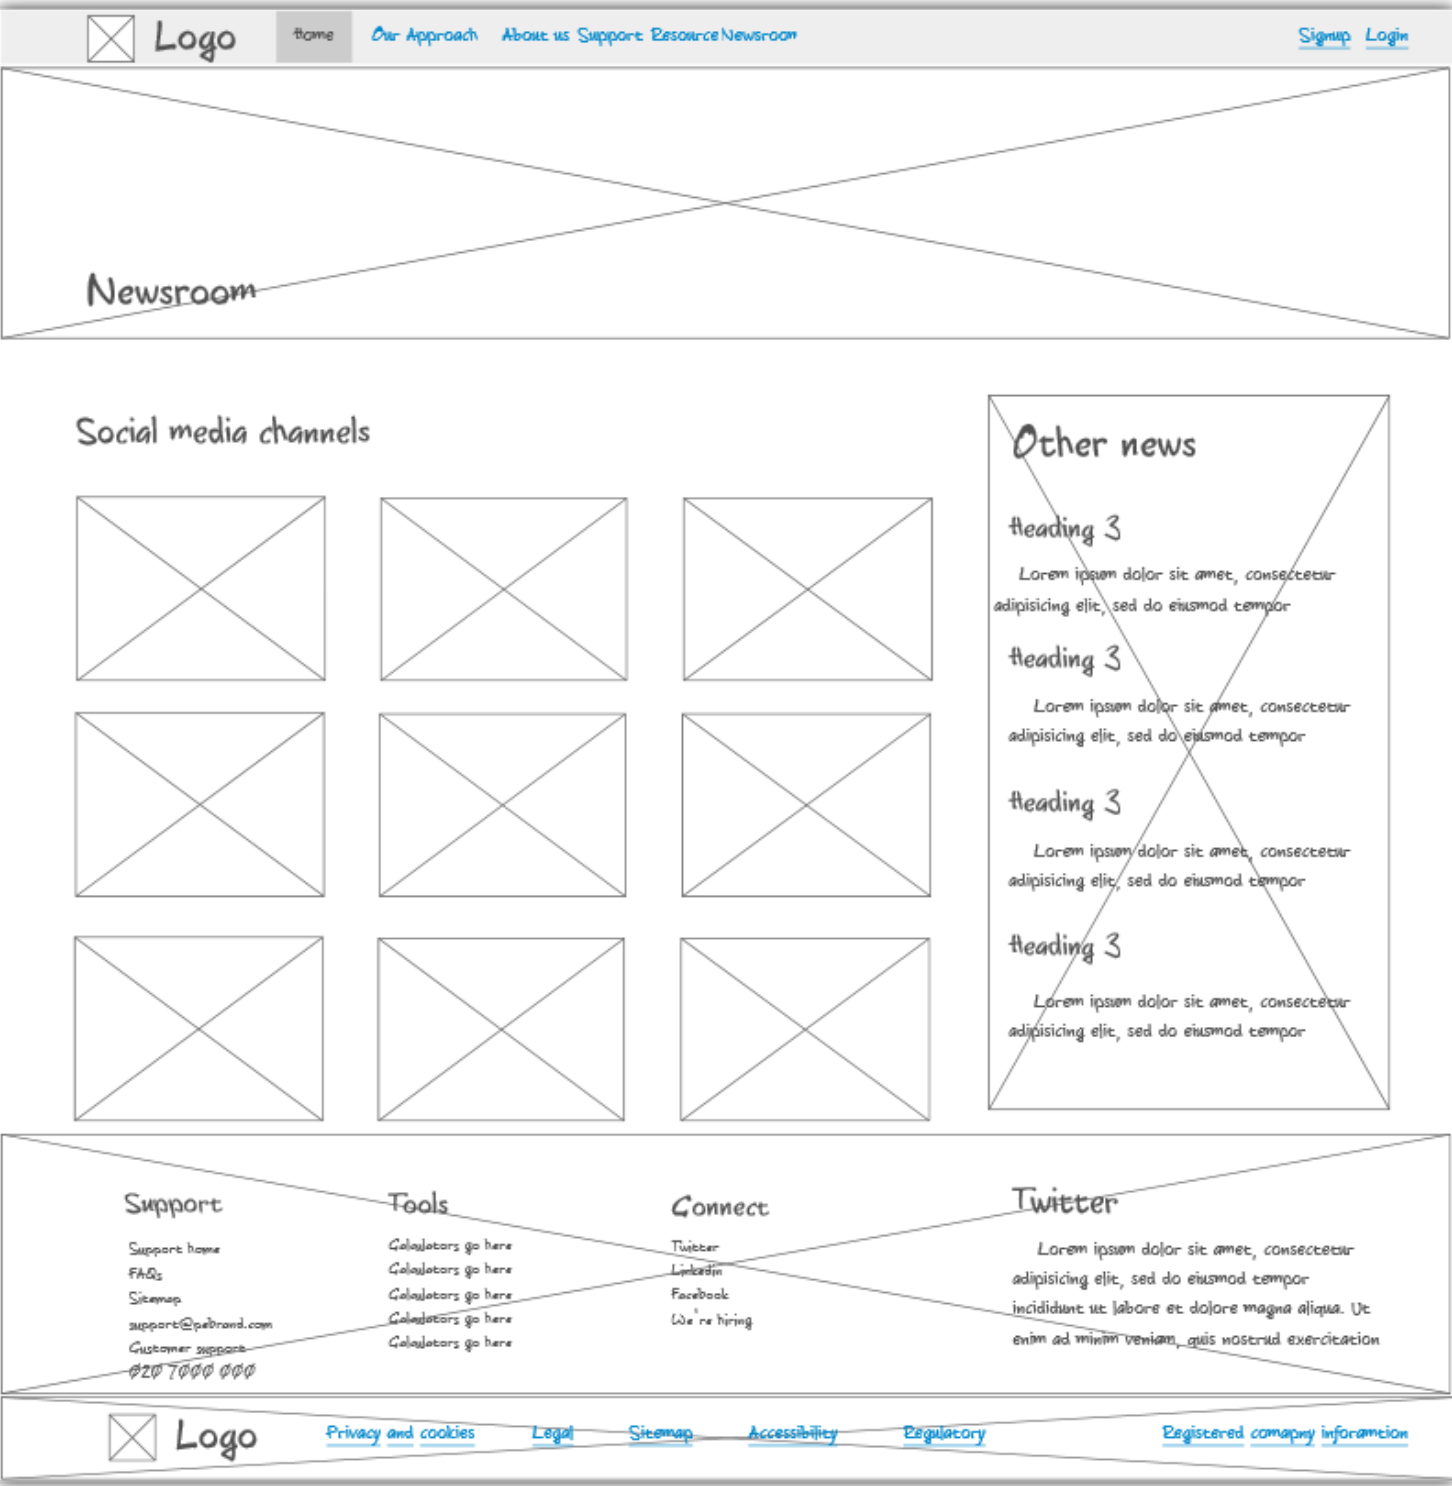 Logo
Home
Our Approach
About us
Support
Resource
Newsroom
Signup
Login
Newsroom
Social media channels
Other news
Heading 3
Lorem ipsum dolor sit amet, consectetur
adipisicing elit, sed do eiusmod tempor
Heading 3
Lorem ipsum dolor sit amet, consectetur
adipisicing elit, sed do eiusmod tempor
Heading 3
Lorem ipsum dolor sit amet, consectetur
adipisicing elit, sed do eiusmod tempor
Heading 3
Lorem ipsum dolor sit amet, consectetur
adipisicing elit, sed do eiusmod tempor
Support
Support home
FAQs
Sitemap
support@pebrand.com
Customer support
020 7000 000
Tools
Calculators go here
Calculators go here
Calculators go here
Calculators go here
Calculators go here
Connect
Twitter
Linkedin
Facebook
We're hiring
Twitter
Lorem ipsum dolor sit amet, consectetur
adipisicing elit, sed do eiusmod tempor
incididunt ut labore et dolore magna aliqua. Ut
enim ad minim veniam, quis nostrud exercitation
Logo
Privacy and cookies
Legal
Sitemap
Accessibility
Regulatory
Registered comapny inforamtion